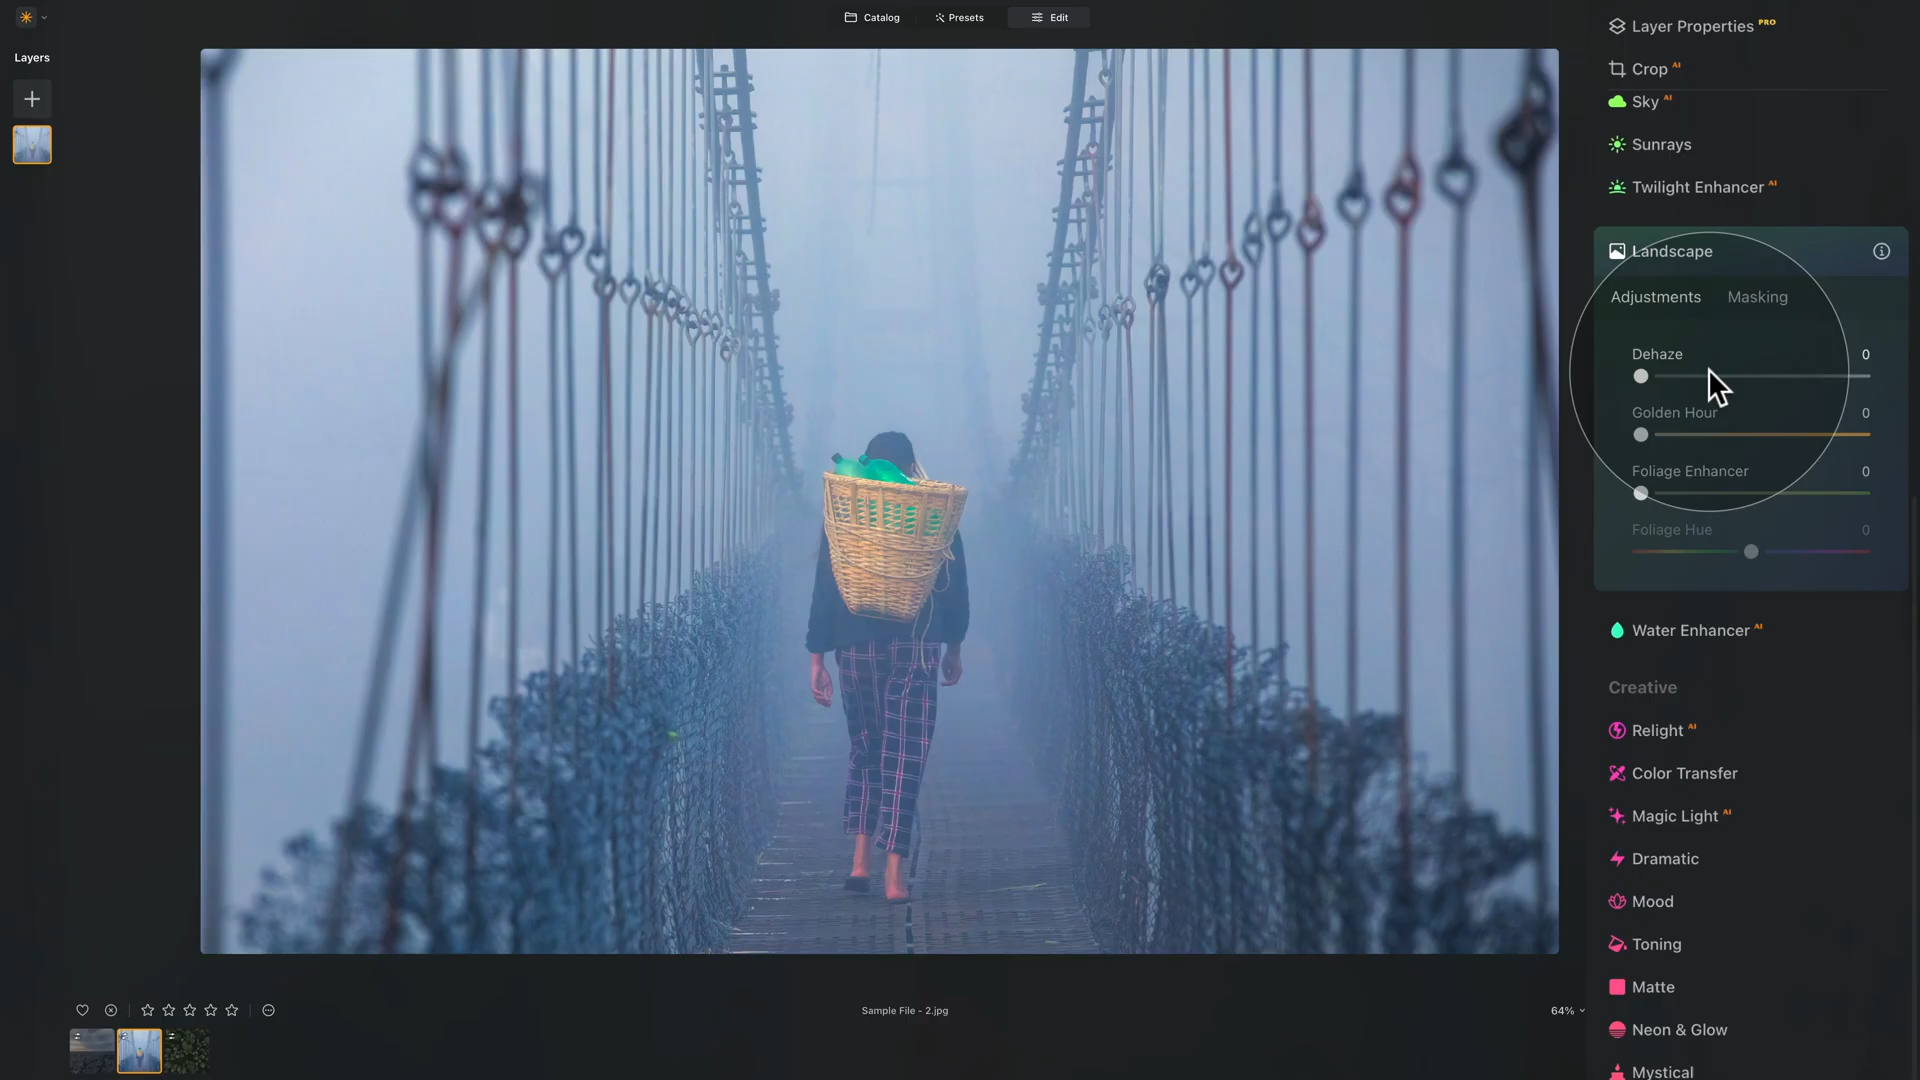 Catalog
Presets
Edit
Layers
Layer Properties PRO
Crop AI
Sky AI
Sunrays
Twilight Enhancer AI
Landscape
Adjustments Masking
Dehaze 0
Golden Hour 0
Foliage Enhancer 0
Foliage Hue 0
Water Enhancer AI
Creative
Relight AI
Color Transfer
Magic Light AI
Dramatic
Mood
Toning
Matte
Neon & Glow
Mystical
Sample File - 2.jpg
64%